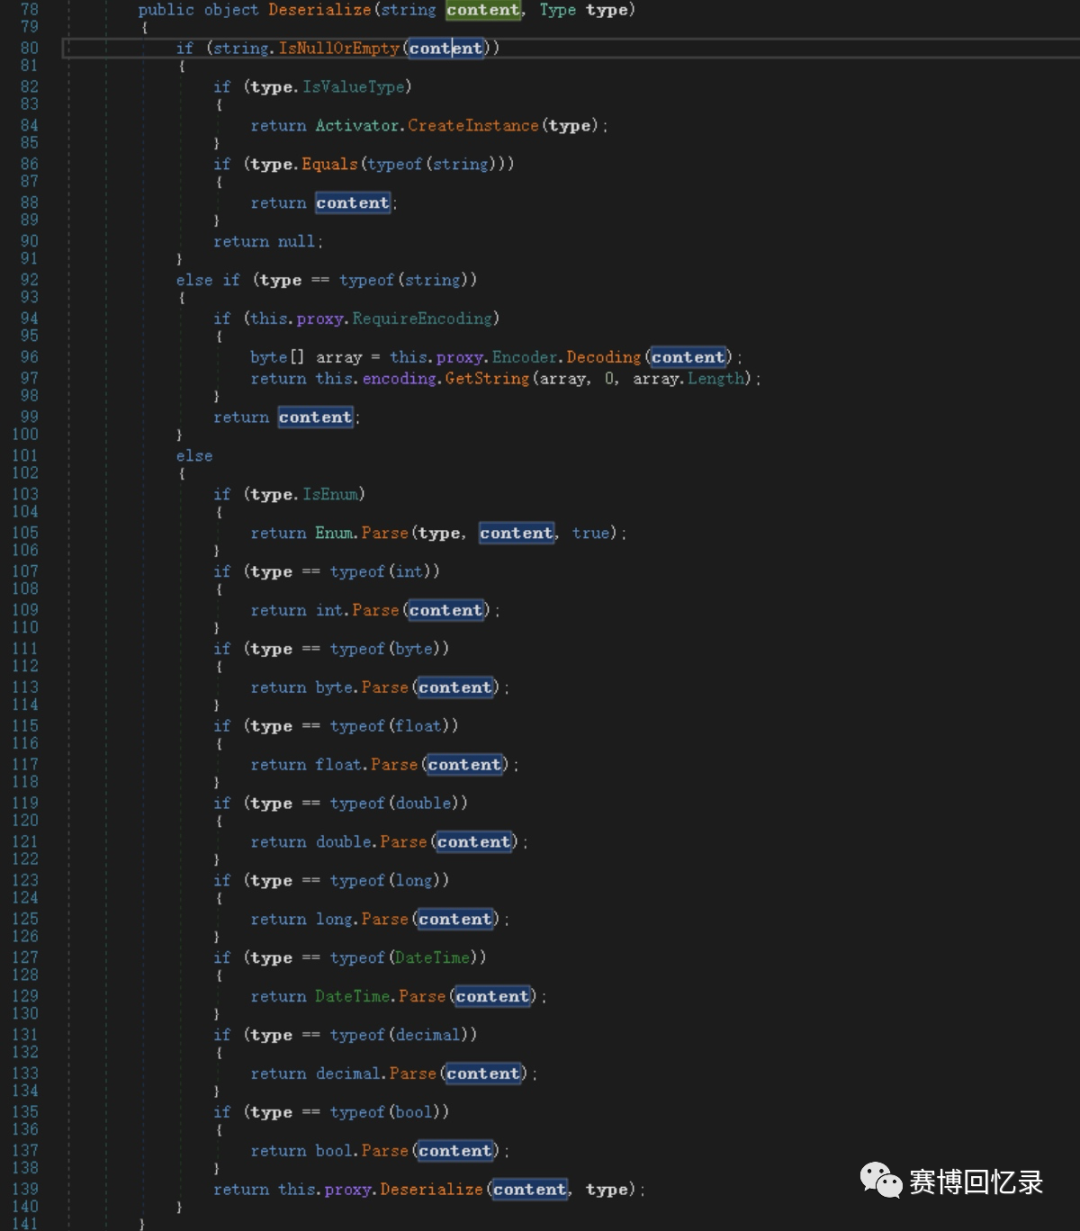 78 public object Deserialize(string content, Type type)
79 {
80 if (string.IsNullOrEmpty(content))
81 {
82 if (type.IsValueType)
83 {
84 return Activator.CreateInstance(type);
85 }
86 if (type.Equals(typeof(string)))
87 {
88 return content;
89 }
90 return null;
91 }
92 else if (type == typeof(string))
93 {
94 if (this.proxy.RequireEncoding)
95 {
96 byte[] array = this.proxy.Encoder.Decoding(content);
97 return this.encoding.GetString(array, 0, array.Length);
98 }
99 return content;
100 }
101 else
102 {
103 if (type.IsEnum)
104 {
105 return Enum.Parse(type, content, true);
106 }
107 if (type == typeof(int))
108 {
109 return int.Parse(content);
110 }
111 if (type == typeof(byte))
112 {
113 return byte.Parse(content);
114 }
115 if (type == typeof(float))
116 {
117 return float.Parse(content);
118 }
119 if (type == typeof(double))
120 {
121 return double.Parse(content);
122 }
123 if (type == typeof(long))
124 {
125 return long.Parse(content);
126 }
127 if (type == typeof(DateTime))
128 {
129 return DateTime.Parse(content);
130 }
131 if (type == typeof(decimal))
132 {
133 return decimal.Parse(content);
134 }
135 if (type == typeof(bool))
136 {
137 return bool.Parse(content);
138 }
139 return this.proxy.Deserialize(content, type);
140 }
141 }
赛博回忆录